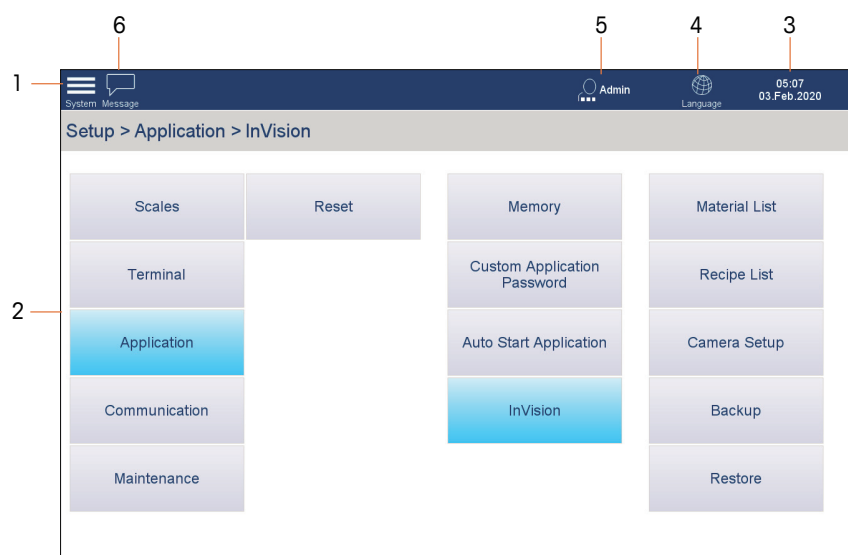 6 5 4 3
1
System Message Admin Language 05:07
03.Feb.2020
Setup > Application > InVision
Scales Reset Memory Material List
Terminal Custom Application
Password Recipe List
2
Application Auto Start Application Camera Setup
Communication InVision Backup
Maintenance Restore